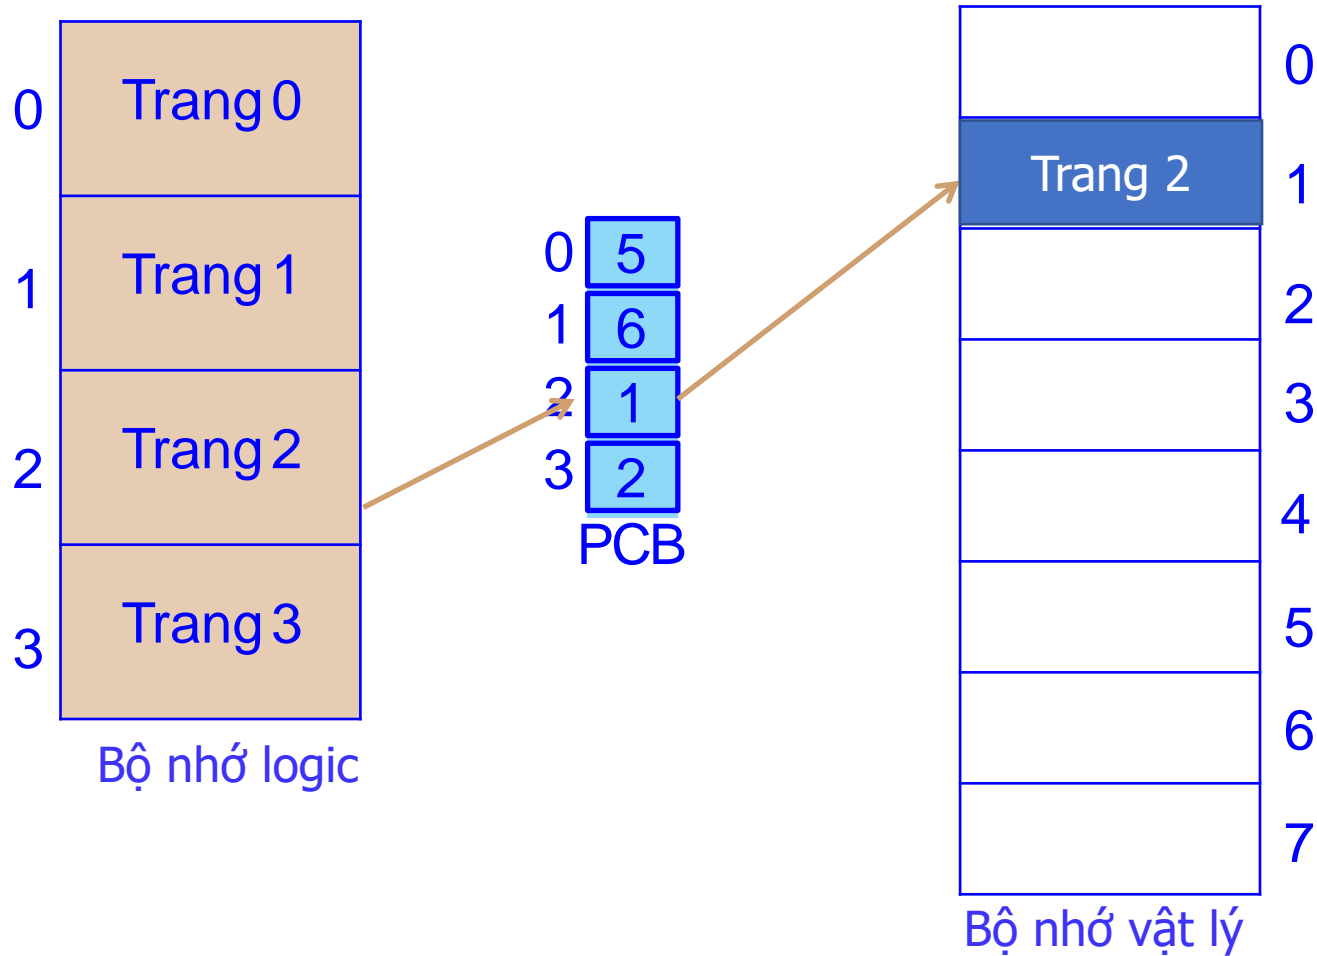 0 Trang 0
1 Trang 1
2 Trang 2
3 Trang 3
Bộ nhớ logic
0 5
1 6
2 1
3 2
PCB
0
Trang 2 1
2
3
4
5
6
7
Bộ nhớ vật lý